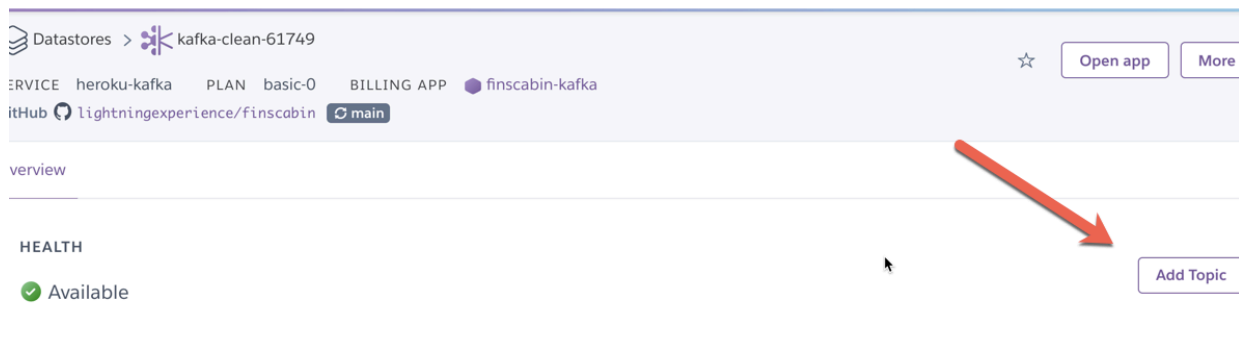 Datastores > kafka-clean-61749
ERVICE heroku-kafka PLAN basic-0 BILLING APP finscabin-kafka
itHub lightningexperience/finscabin main
Open app
More
verview
HEALTH
Available
Add Topic